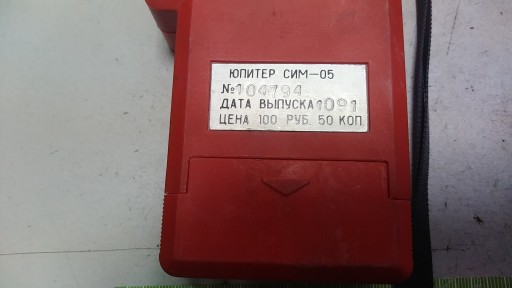 ЮПИТЕР СИМ-05
№104794
ДАТА ВЫПУСКА 1091
ЦЕНА 100 РУБ. 50 КОП.